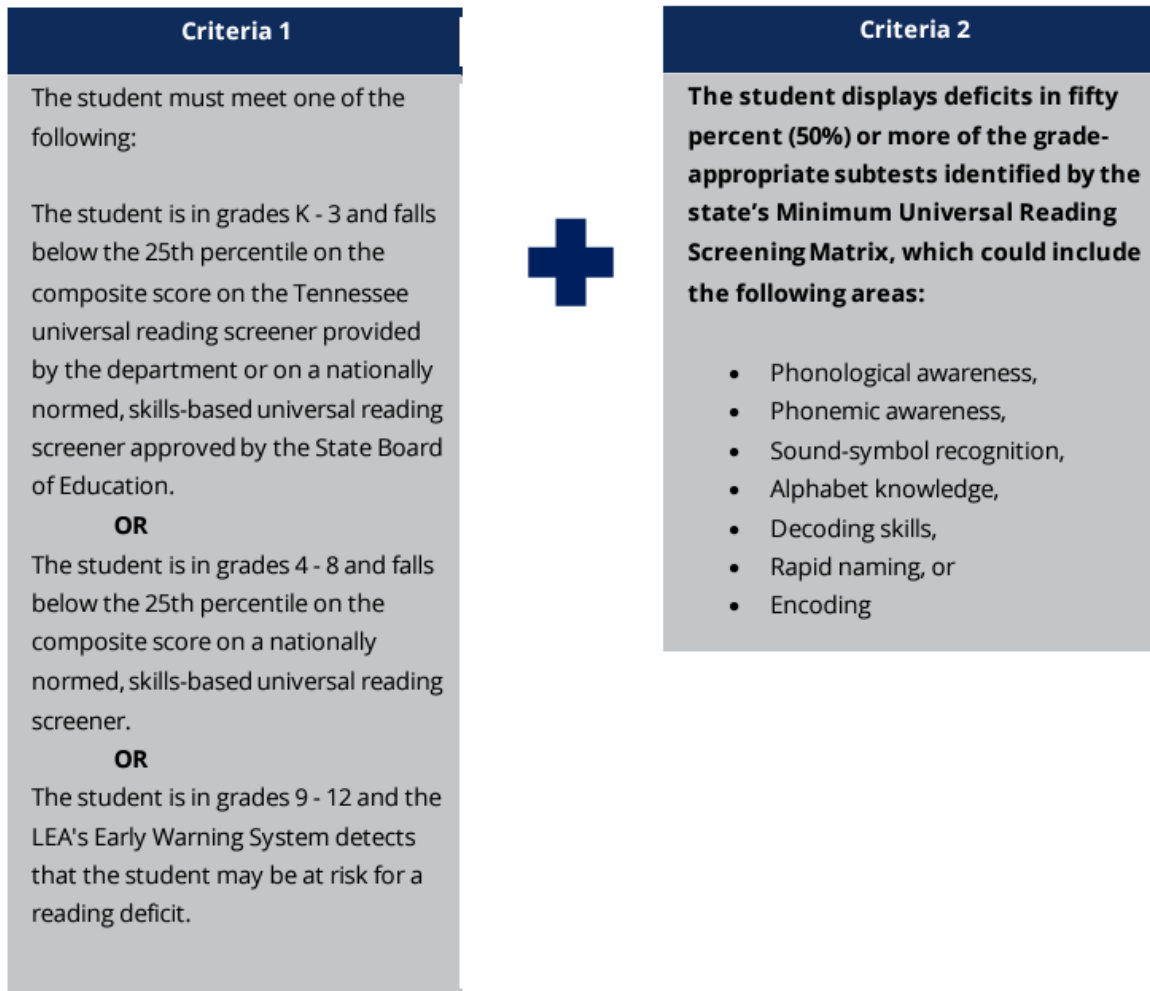 Criteria 1
The student must meet one of the
following:
The student is in grades K - 3 and falls
below the 25th percentile on the
composite score on the Tennessee
universal reading screener provided
by the department or on a nationally
normed, skills-based universal reading
screener approved by the State Board
of Education.
OR
The student is in grades 4 - 8 and falls
below the 25th percentile on the
composite score on a nationally
normed, skills-based universal reading
screener.
OR
The student is in grades 9 - 12 and the
LEA's Early Warning System detects
that the student may be at risk for a
reading deficit.
Criteria 2
The student displays deficits in fifty
percent (50%) or more of the grade-
appropriate subtests identified by the
state’s Minimum Universal Reading
Screening Matrix, which could include
the following areas:
• Phonological awareness,
• Phonemic awareness,
• Sound-symbol recognition,
• Alphabet knowledge,
• Decoding skills,
• Rapid naming, or
• Encoding